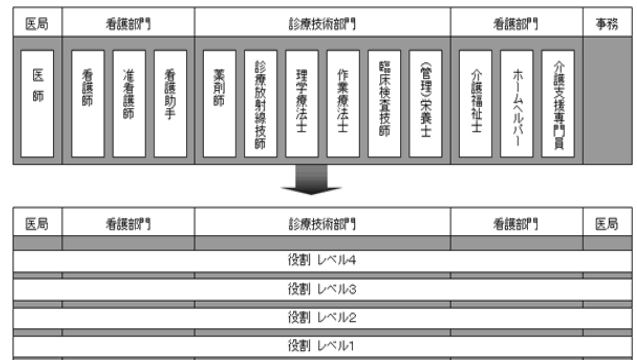 医局 看護部門 診療技術部門 看護部門 事務
医師
看護師
准看護師
看護助手
薬剤師
診療放射線技師
理学療法士
作業療法士
臨床検査技師
（管理）栄養士
介護福祉士
ホームヘルパー
介護支援専門員
医局 看護部門 診療技術部門 看護部門 医局
役割 レベル4
役割 レベル3
役割 レベル2
役割 レベル1